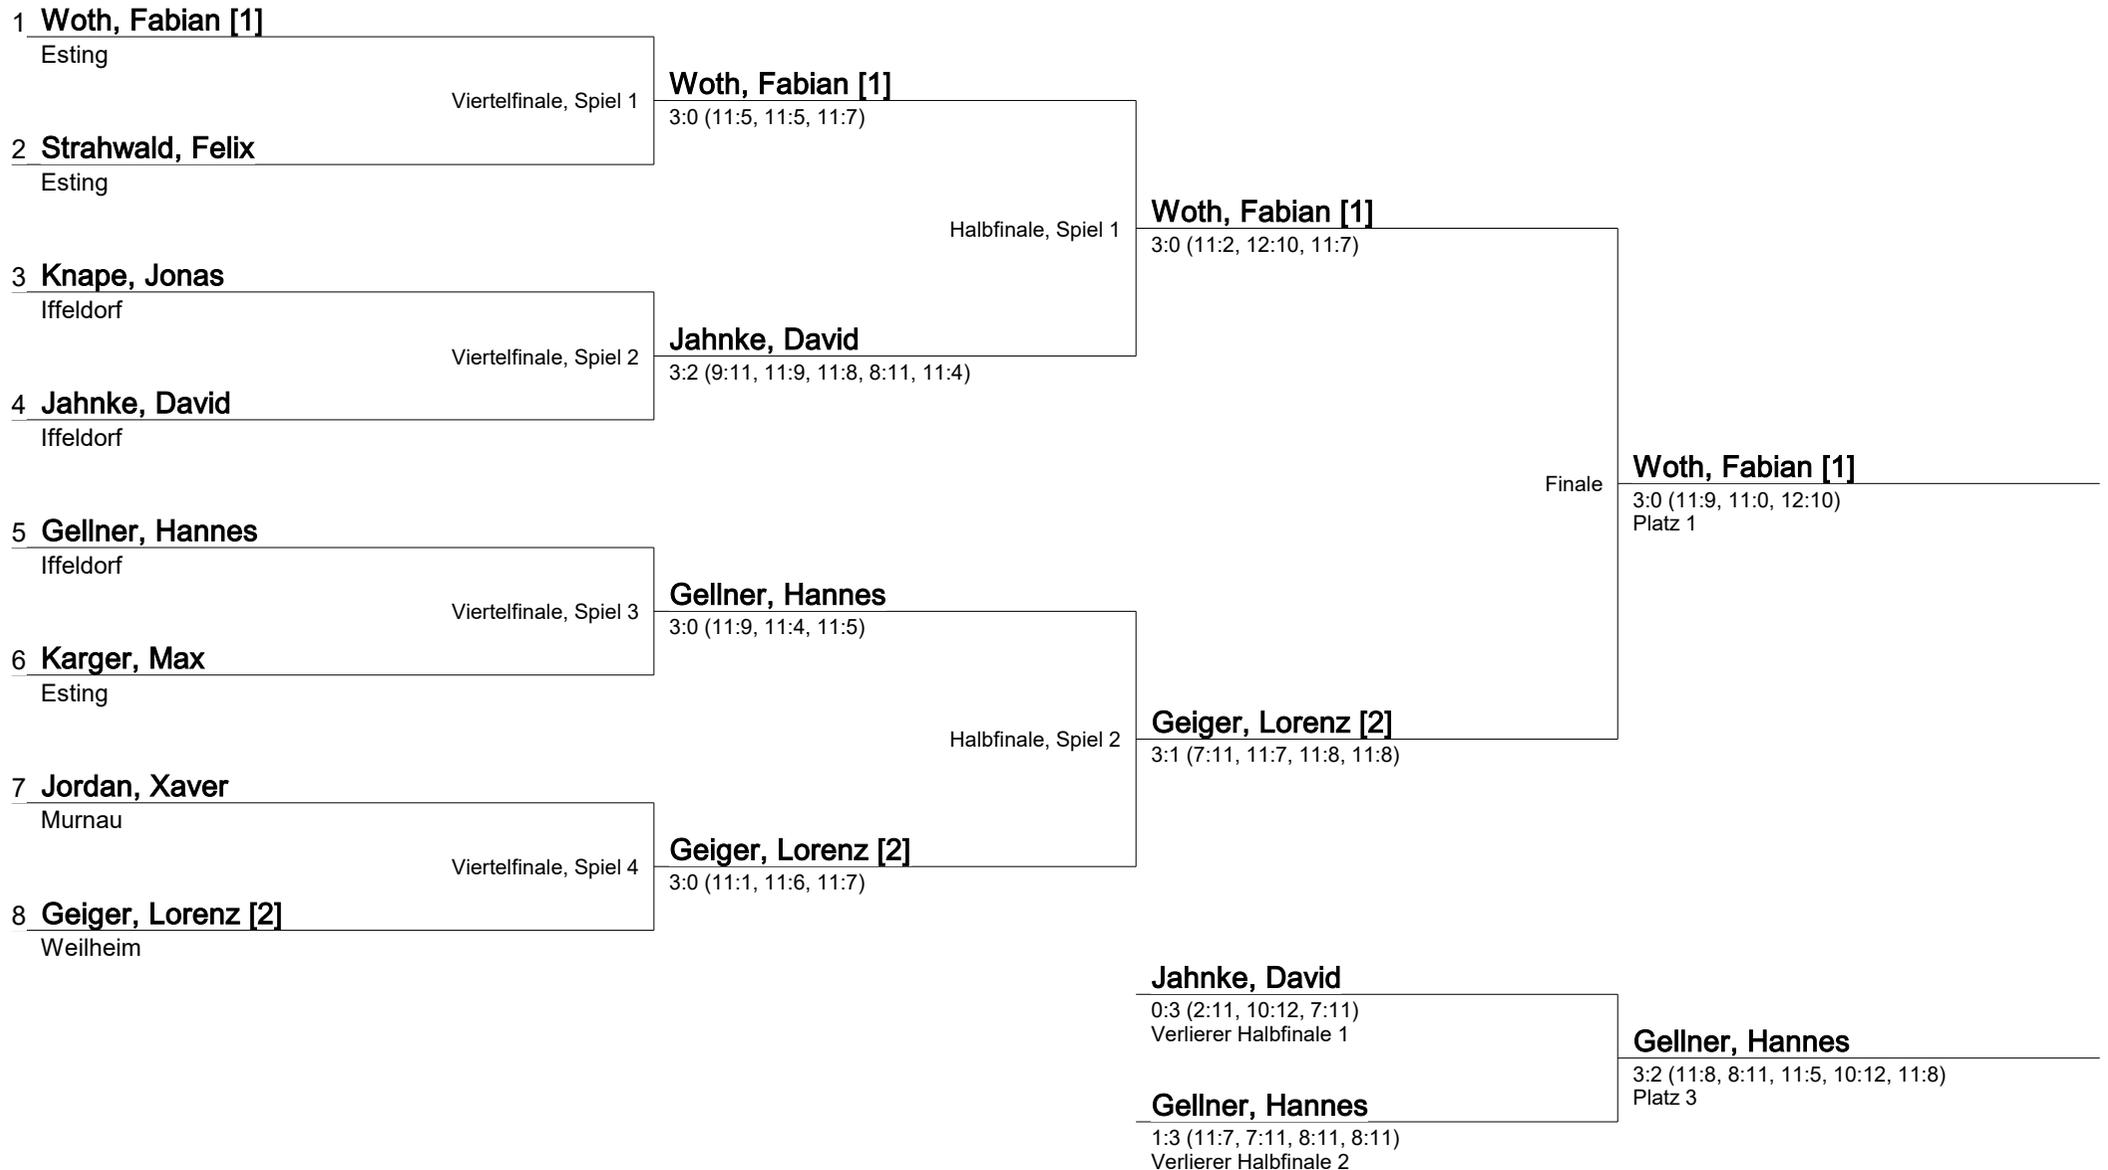 1 Woth, Fabian [1]
Esting
Viertelfinale, Spiel 1
Woth, Fabian [1]
3:0 (11:5, 11:5, 11:7)
2 Strahwald, Felix
Esting
Halbfinale, Spiel 1
Woth, Fabian [1]
3:0 (11:2, 12:10, 11:7)
3 Knape, Jonas
Iffeldorf
Viertelfinale, Spiel 2
Jahnke, David
3:2 (9:11, 11:9, 11:8, 8:11, 11:4)
4 Jahnke, David
Iffeldorf
Finale
Woth, Fabian [1]
3:0 (11:9, 11:0, 12:10)
Platz 1
5 Gellner, Hannes
Iffeldorf
Viertelfinale, Spiel 3
Gellner, Hannes
3:0 (11:9, 11:4, 11:5)
6 Karger, Max
Esting
Halbfinale, Spiel 2
Geiger, Lorenz [2]
3:1 (7:11, 11:7, 11:8, 11:8)
7 Jordan, Xaver
Murnau
Viertelfinale, Spiel 4
Geiger, Lorenz [2]
3:0 (11:1, 11:6, 11:7)
8 Geiger, Lorenz [2]
Weilheim
Jahnke, David
0:3 (2:11, 10:12, 7:11)
Verlierer Halbfinale 1
Gellner, Hannes
3:2 (11:8, 8:11, 11:5, 10:12, 11:8)
Platz 3
Gellner, Hannes
1:3 (11:7, 7:11, 8:11, 8:11)
Verlierer Halbfinale 2